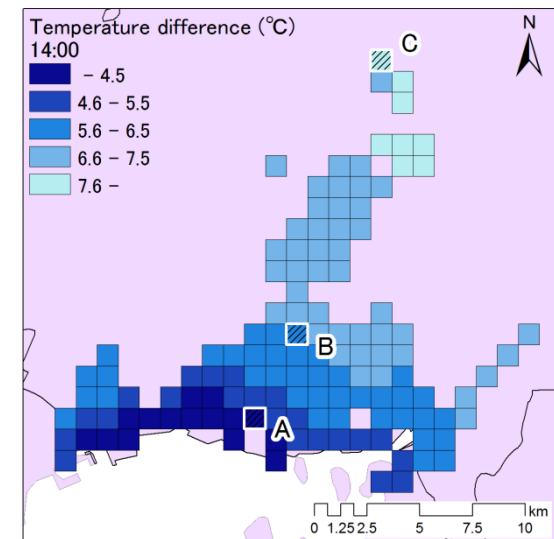 Temperature difference (℃)
14:00
- 4.5
4.6 - 5.5
5.6 - 6.5
6.6 - 7.5
7.6 -
C
N
B
A
km
0 1.25 2.5 5 7.5 10